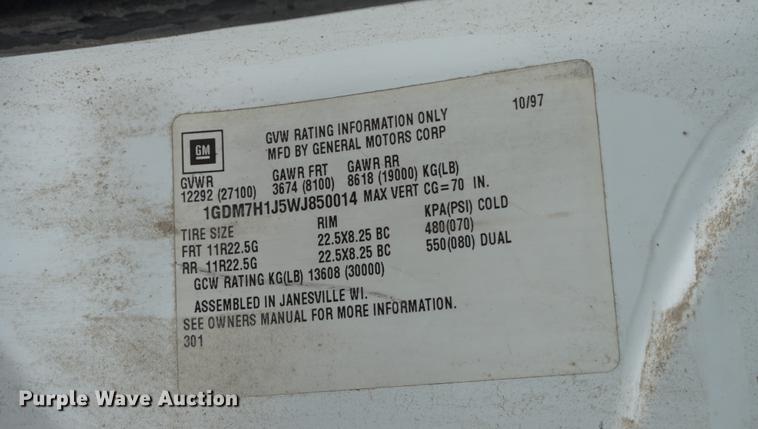 10/97
GM
GVW RATING INFORMATION ONLY
MFD BY GENERAL MOTORS CORP
GVWR GAWR FRT GAWR RR
12292 (27100) 3674 (8100) 8618 (19000) KG(LB)
1GDM7H1J5WJ850014 MAX VERT CG=70 IN.
TIRE SIZE RIM KPA(PSI) COLD
FRT 11R22.5G 22.5X8.25 BC 480(070)
RR 11R22.5G 22.5X8.25 BC 550(080) DUAL
GCW RATING KG(LB) 13608 (30000)
ASSEMBLED IN JANESVILLE WI.
SEE OWNERS MANUAL FOR MORE INFORMATION.
301
Purple Wave Auction